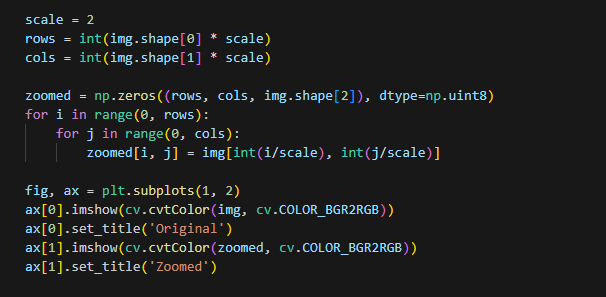 scale = 2
rows = int(img.shape[0] * scale)
cols = int(img.shape[1] * scale)
zoomed = np.zeros((rows, cols, img.shape[2]), dtype=np.uint8)
for i in range(0, rows):
    for j in range(0, cols):
        zoomed[i, j] = img[int(i/scale), int(j/scale)]
fig, ax = plt.subplots(1, 2)
ax[0].imshow(cv.cvtColor(img, cv.COLOR_BGR2RGB))
ax[0].set_title('Original')
ax[1].imshow(cv.cvtColor(zoomed, cv.COLOR_BGR2RGB))
ax[1].set_title('Zoomed')